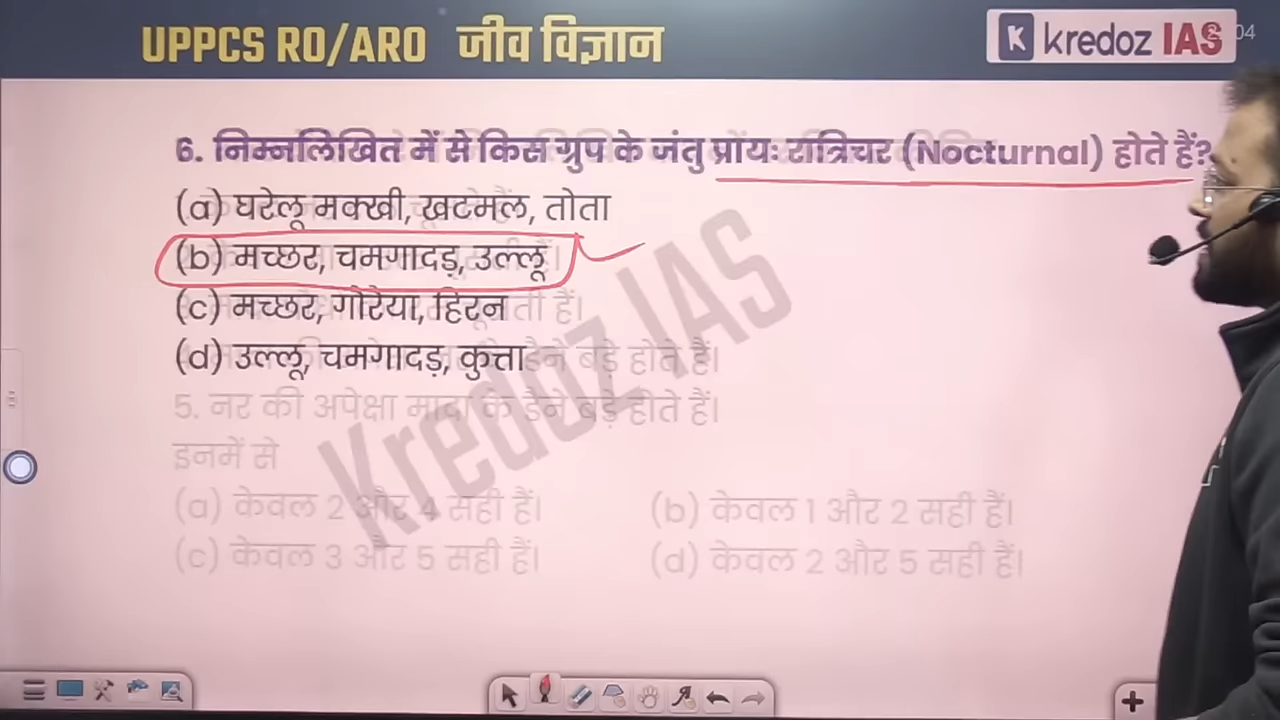 UPPCS RO/ARO जीव विज्ञान
K kredoz IAS
6. निम्नलिखित में से किस ग्रुप के जंतु प्रायः रात्रिचर (Nocturnal) होते हैं?
(a) घरेलू मक्खी, खटमल, तोता
(b) मच्छर, चमगादड़, उल्लू
(c) मच्छर, गोरैया, हिरन
(d) उल्लू, चमगादड़, कुत्ता
डैने बड़े होते हैं।
5. नर की अपेक्षा मादा के डैने बड़े होते हैं।
इनमें से
(a) केवल 2 और 4 सही हैं। (b) केवल 1 और 2 सही हैं।
(c) केवल 3 और 5 सही हैं। (d) केवल 2 और 5 सही हैं।
Kredoz IAS